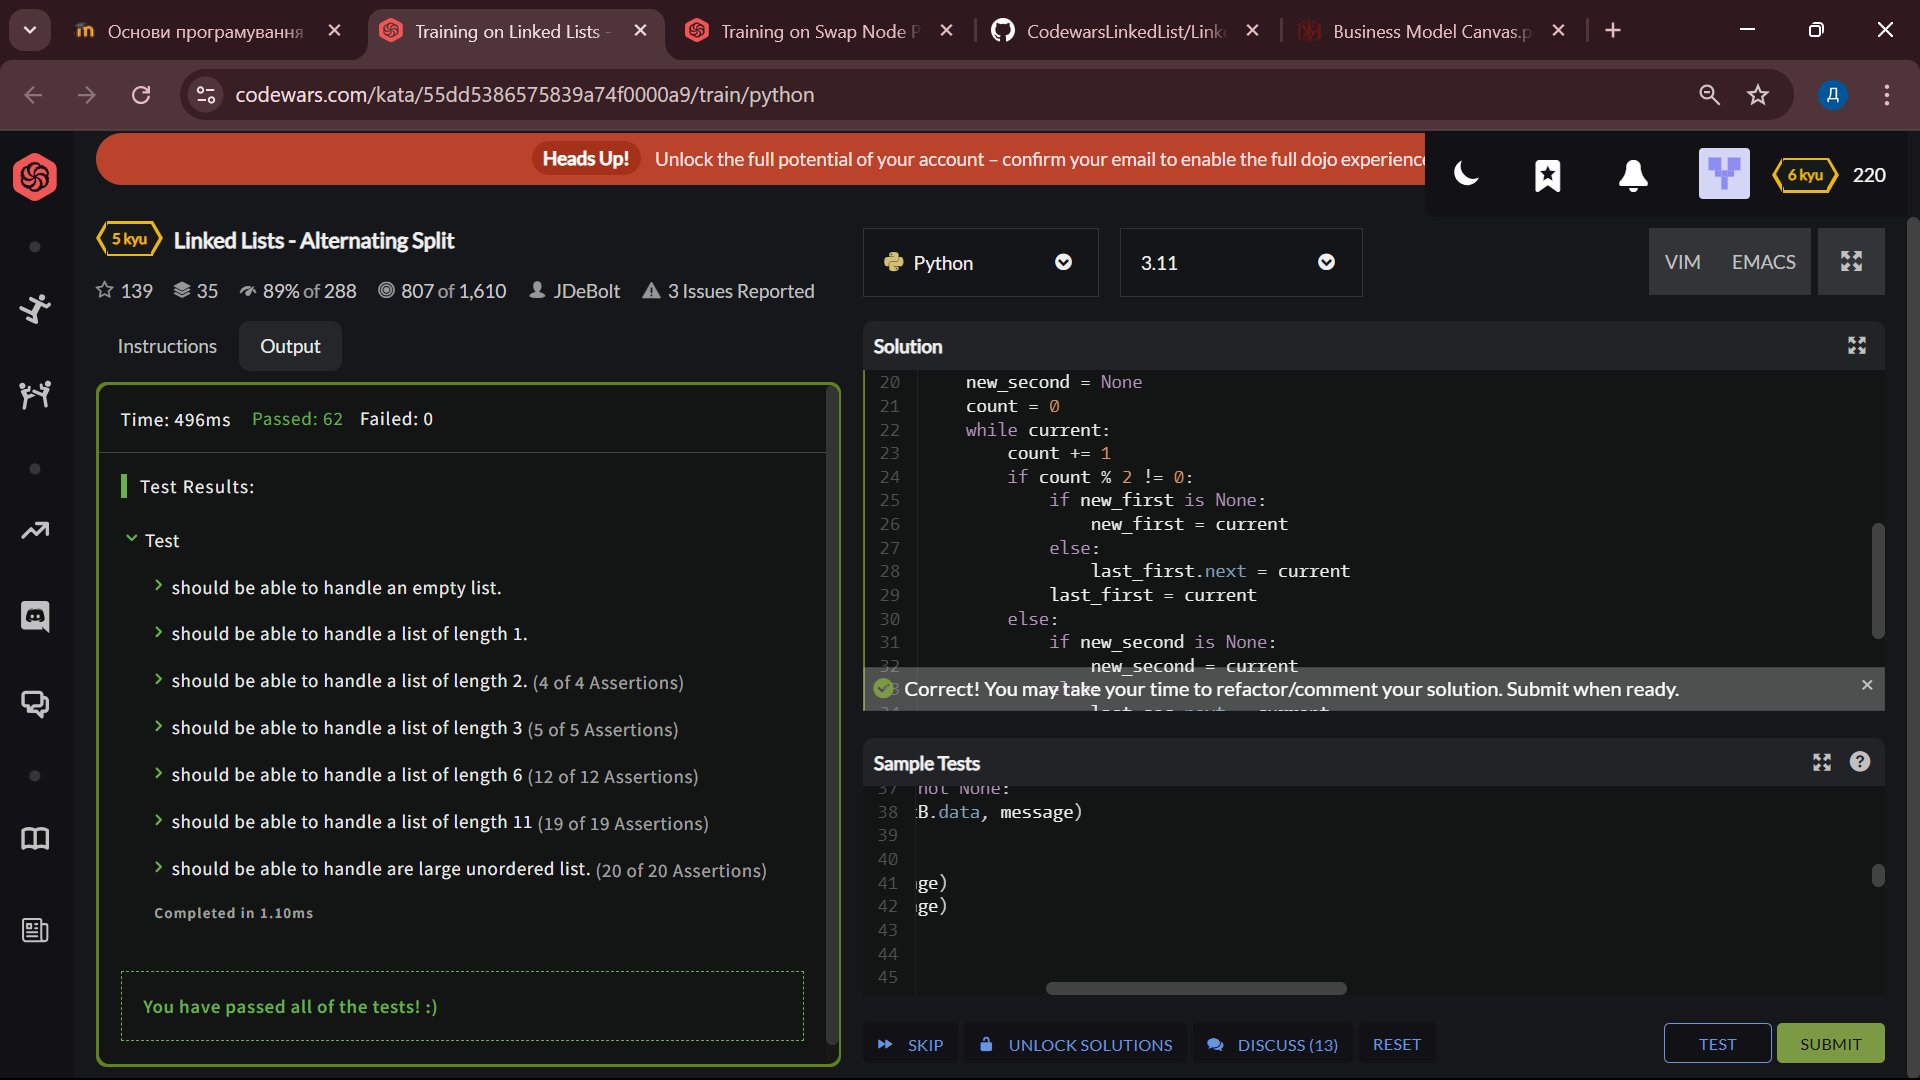 Основи програмування
Training on Linked Lists -
Training on Swap Node P
CodewarsLinkedList/Link
Business Model Canvas.p
codewars.com/kata/55dd5386575839a74f0000a9/train/python
Д
Heads Up! Unlock the full potential of your account – confirm your email to enable the full dojo experience
6 kyu
220
5 kyu
Linked Lists - Alternating Split
139
35
89% of 288
807 of 1,610
JDeBolt
3 Issues Reported
Instructions
Output
Time: 496ms Passed: 62 Failed: 0
Test Results:
Test
should be able to handle an empty list.
should be able to handle a list of length 1.
should be able to handle a list of length 2. (4 of 4 Assertions)
should be able to handle a list of length 3 (5 of 5 Assertions)
should be able to handle a list of length 6 (12 of 12 Assertions)
should be able to handle a list of length 11 (19 of 19 Assertions)
should be able to handle are large unordered list. (20 of 20 Assertions)
Completed in 1.10ms
You have passed all of the tests! :)
Python
3.11
VIM
EMACS
Solution
20 new_second = None
21 count = 0
22 while current:
23 count += 1
24 if count % 2 != 0:
25 if new_first is None:
26 new_first = current
27 else:
28 last_first.next = current
29 last_first = current
30 else:
31 if new_second is None:
32 new_second = current
Correct! You may take your time to refactor/comment your solution. Submit when ready.
Sample Tests
37 not None:
38 B.data, message)
39
40
41 ge)
42 ge)
43
44
45
SKIP
UNLOCK SOLUTIONS
DISCUSS (13)
RESET
TEST
SUBMIT